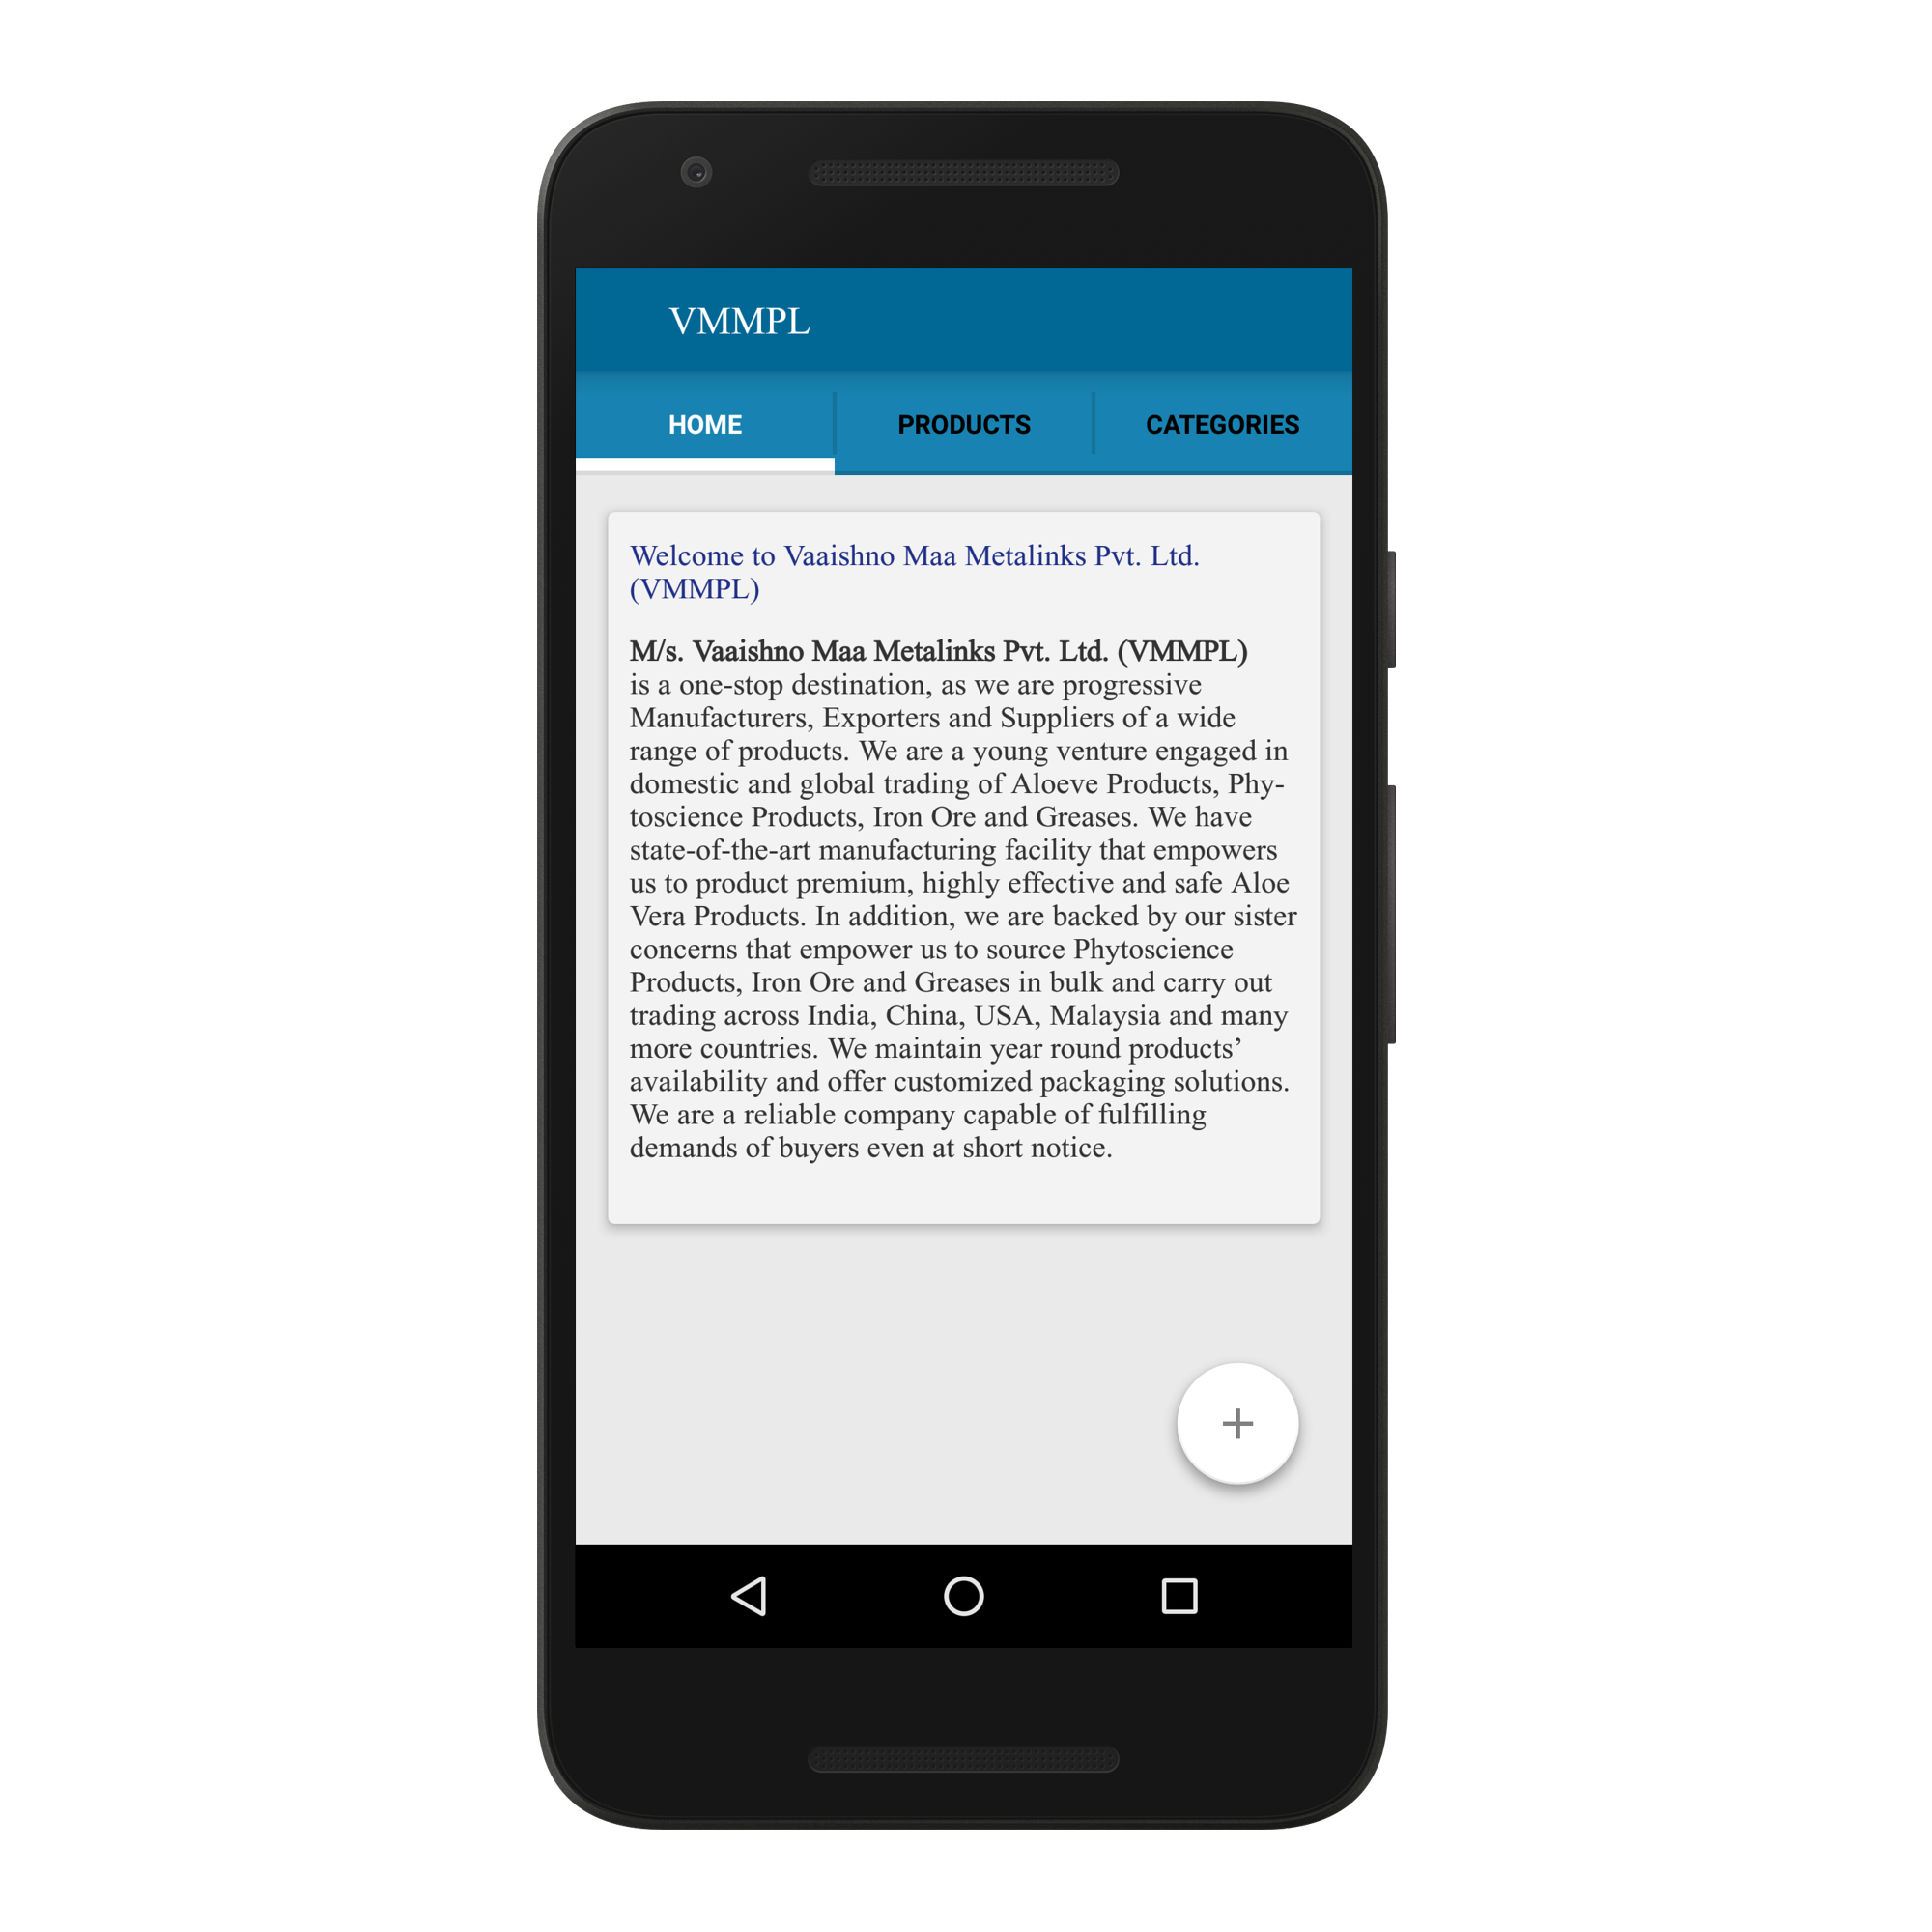 VMMPL
HOME
PRODUCTS
CATEGORIES
Welcome to Vaaishno Maa Metalinks Pvt. Ltd.
(VMMPL)
M/s. Vaaishno Maa Metalinks Pvt. Ltd. (VMMPL)
is a one-stop destination, as we are progressive
Manufacturers, Exporters and Suppliers of a wide
range of products. We are a young venture engaged in
domestic and global trading of Aloeve Products, Phy-
toscience Products, Iron Ore and Greases. We have
state-of-the-art manufacturing facility that empowers
us to product premium, highly effective and safe Aloe
Vera Products. In addition, we are backed by our sister
concerns that empower us to source Phytoscience
Products, Iron Ore and Greases in bulk and carry out
trading across India, China, USA, Malaysia and many
more countries. We maintain year round products’
availability and offer customized packaging solutions.
We are a reliable company capable of fulfilling
demands of buyers even at short notice.